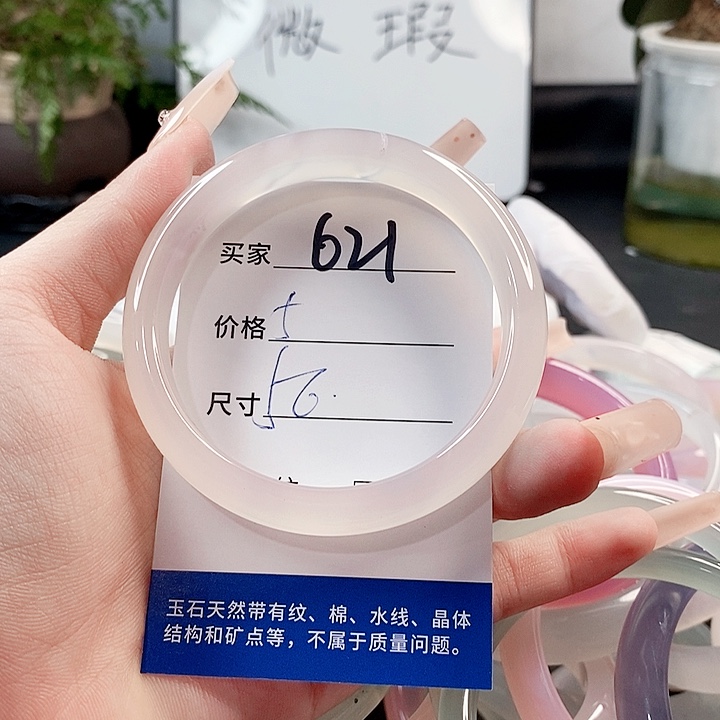 微 瑕
买家 621
价格 5
尺寸 56
玉石天然带有纹、棉、水线、晶体
结构和矿点等，不属于质量问题。